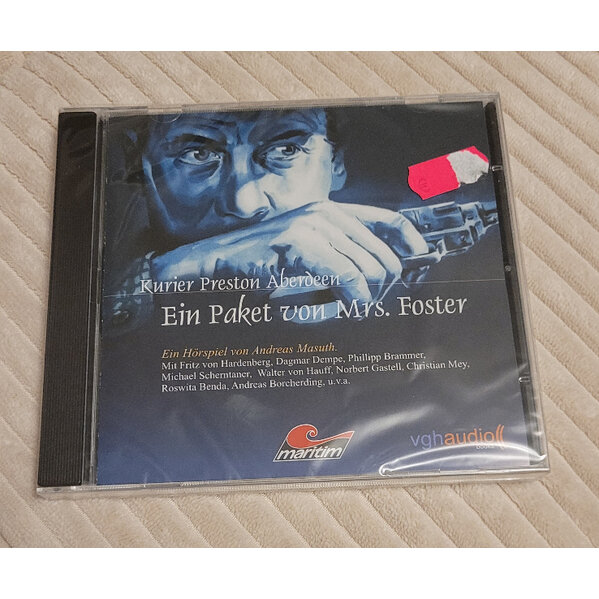 €
Kurier Preston Aberdeen
Ein Paket von Mrs. Foster
Ein Hörspiel von Andreas Masuth.
Mit Fritz von Hardenberg, Dagmar Dempe, Phillipp Brammer,
Michael Scherntaner, Walter von Hauff, Norbert Gastell, Christian Mey,
Roswita Benda, Andreas Borcherding, u.v.a.
maritim
vghaudio